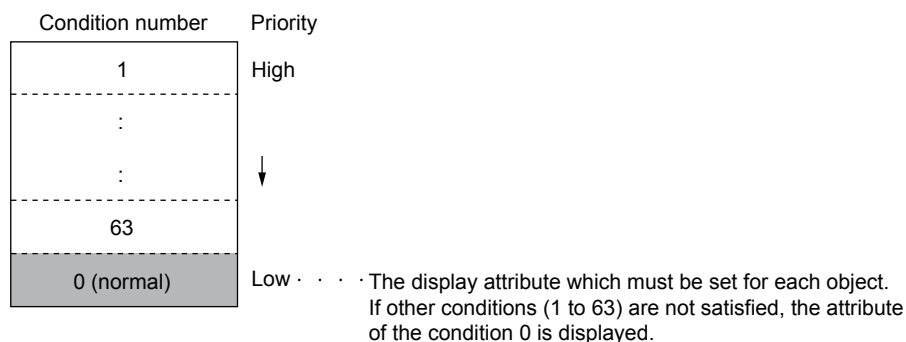 Condition number Priority
1 High
:
: ↓
63
0 (normal) Low · · · · The display attribute which must be set for each object.
If other conditions (1 to 63) are not satisfied, the attribute
of the condition 0 is displayed.